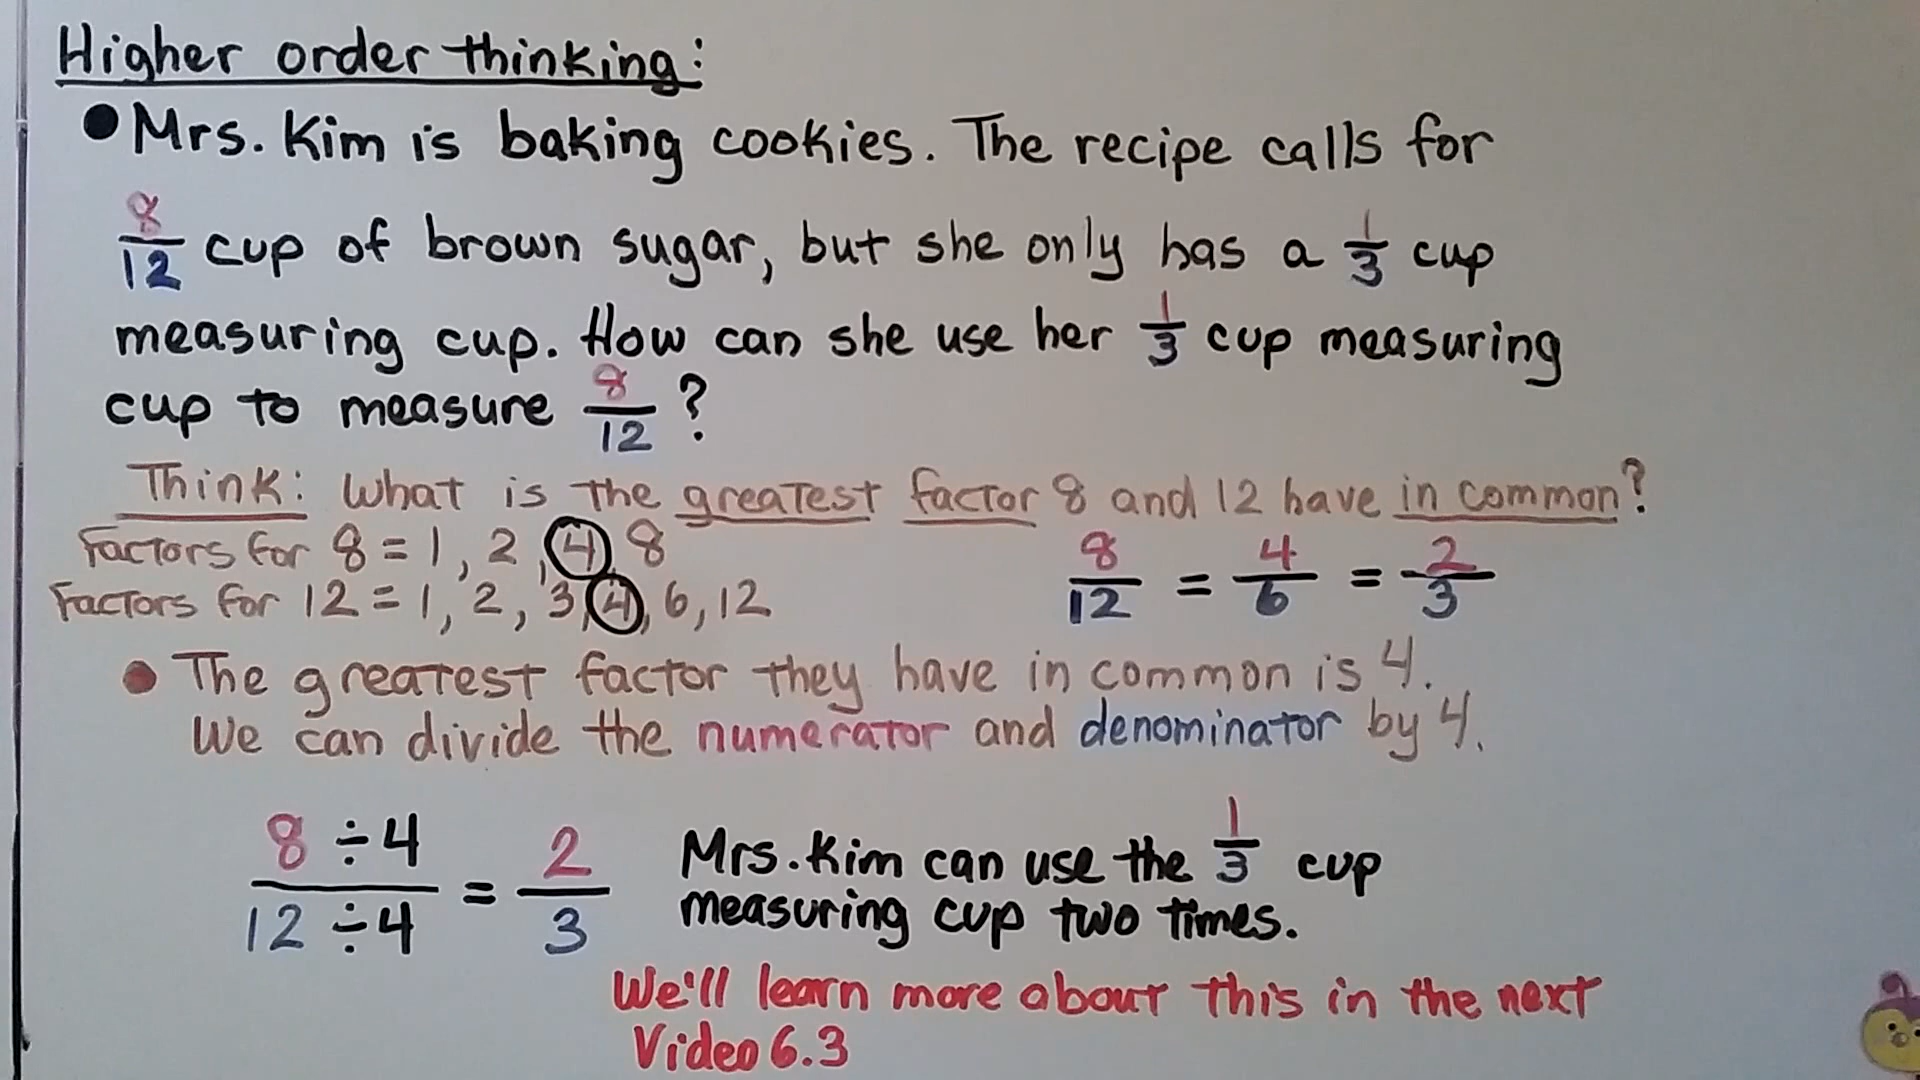 Higher order thinking:
• Mrs. Kim is baking cookies. The recipe calls for
8/12 cup of brown sugar, but she only has a 1/3 cup
measuring cup. How can she use her 1/3 cup measuring
cup to measure 8/12?
Think: What is the greatest factor 8 and 12 have in common?
Factors for 8 = 1, 2, 4, 8
Factors for 12 = 1, 2, 3, 4, 6, 12
8/12 = 4/6 = 2/3
• The greatest factor they have in common is 4.
We can divide the numerator and denominator by 4.
8 ÷ 4 / 12 ÷ 4 = 2/3
Mrs. Kim can use the 1/3 cup
measuring cup two times.
We'll learn more about this in the next
Video 6.3